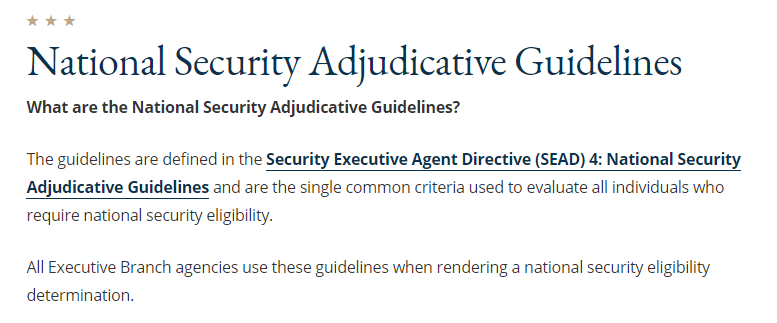 National Security Adjudicative Guidelines
What are the National Security Adjudicative Guidelines?
The guidelines are defined in the Security Executive Agent Directive (SEAD) 4: National Security
Adjudicative Guidelines and are the single common criteria used to evaluate all individuals who
require national security eligibility.
All Executive Branch agencies use these guidelines when rendering a national security eligibility
determination.